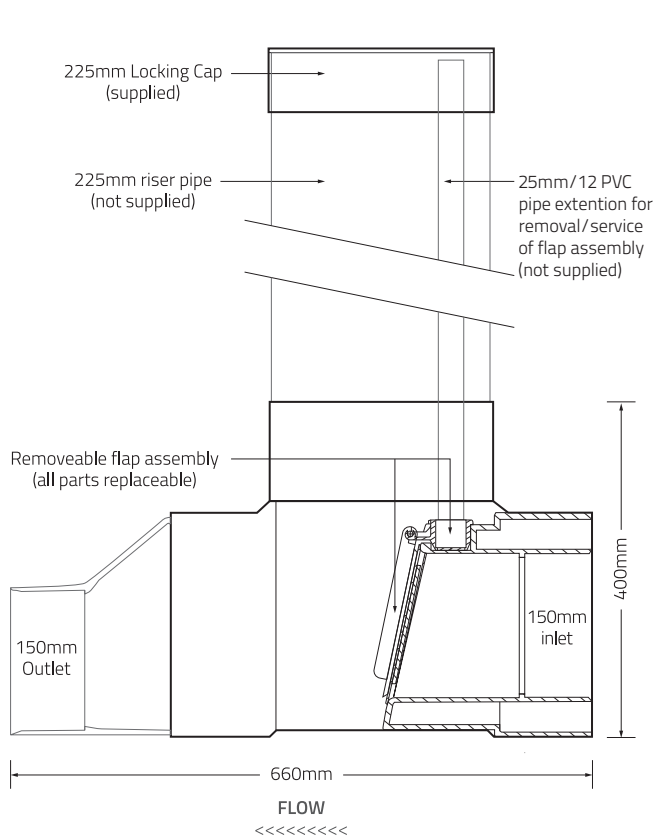 225mm Locking Cap
(supplied)
225mm riser pipe
(not supplied)
25mm/12 PVC
pipe extention for
removal/service
of flap assembly
(not supplied)
Removeable flap assembly
(all parts replaceable)
400mm
150mm
inlet
150mm
Outlet
660mm
FLOW
<<<<<<<<<